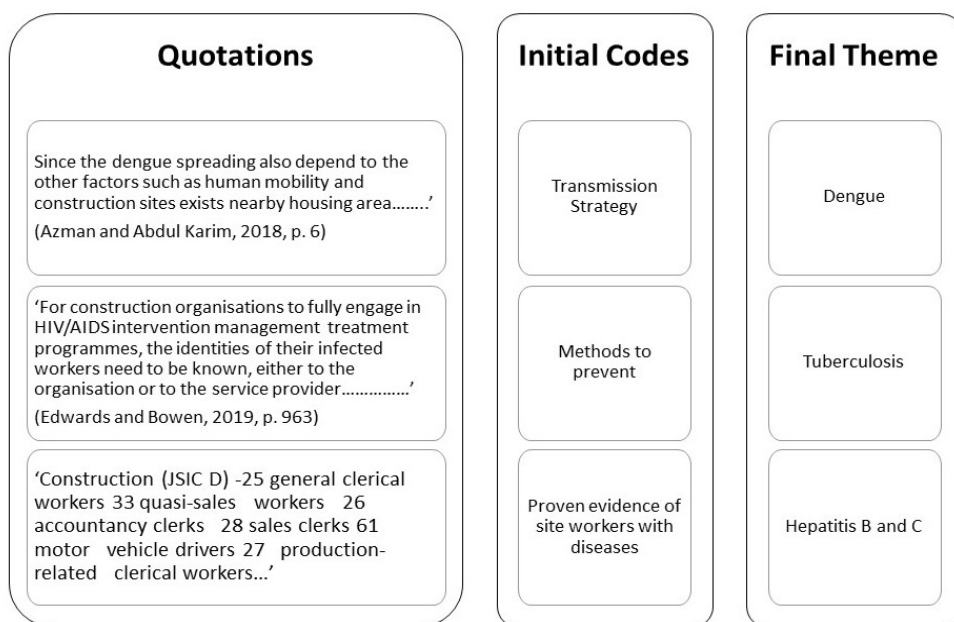 Quotations
Since the dengue spreading also depend to the
other factors such as human mobility and
construction sites exists nearby housing area……..’
(Azman and Abdul Karim, 2018, p. 6)
‘For construction organisations to fully engage in
HIV/AIDS intervention management treatment
programmes, the identities of their infected
workers need to be known, either to the
organisation or to the service provider……………’
(Edwards and Bowen, 2019, p. 963)
‘Construction (JSIC D) -25 general clerical
workers 33 quasi-sales workers 26
accountancy clerks 28 sales clerks 61
motor vehicle drivers 27 production-
related clerical workers…’
Initial Codes
Transmission
Strategy
Methods to
prevent
Proven evidence of
site workers with
diseases
Final Theme
Dengue
Tuberculosis
Hepatitis B and C